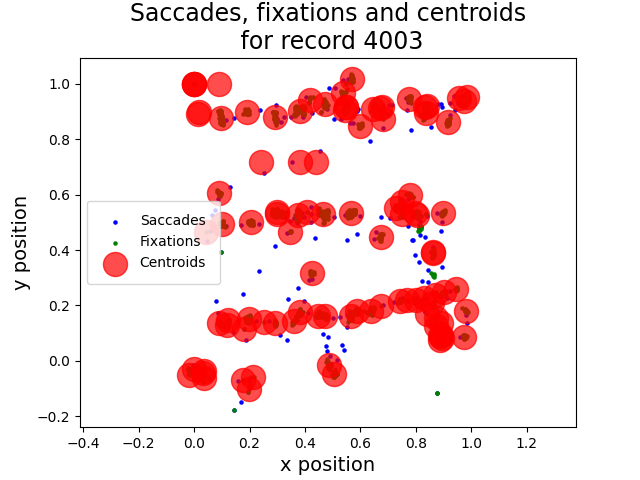 Saccades, fixations and centroids
for record 4003
y position
1.0
0.8
0.6
0.4
0.2
0.0
−0.2
Saccades
Fixations
Centroids
−0.4 −0.2 0.0 0.2 0.4 0.6 0.8 1.0 1.2
x position